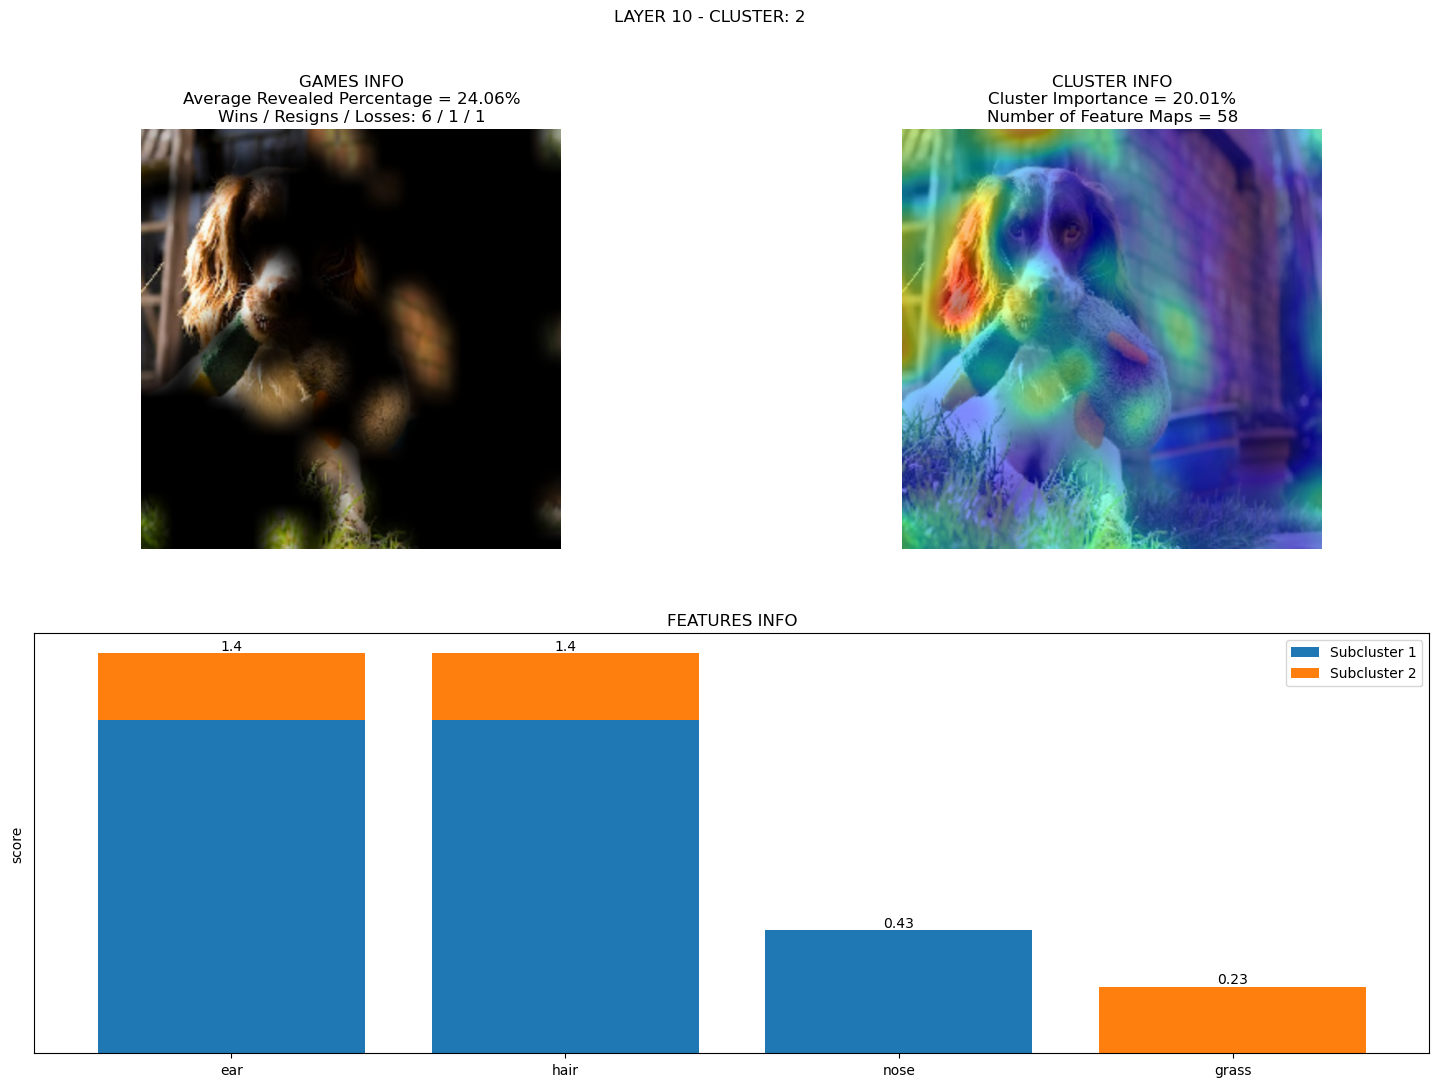 LAYER 10 - CLUSTER: 2
GAMES INFO
Average Revealed Percentage = 24.06%
Wins / Resigns / Losses: 6 / 1 / 1
CLUSTER INFO
Cluster Importance = 20.01%
Number of Feature Maps = 58
FEATURES INFO
1.4
1.4
0.43
0.23
Subcluster 1
Subcluster 2
score
ear
hair
nose
grass